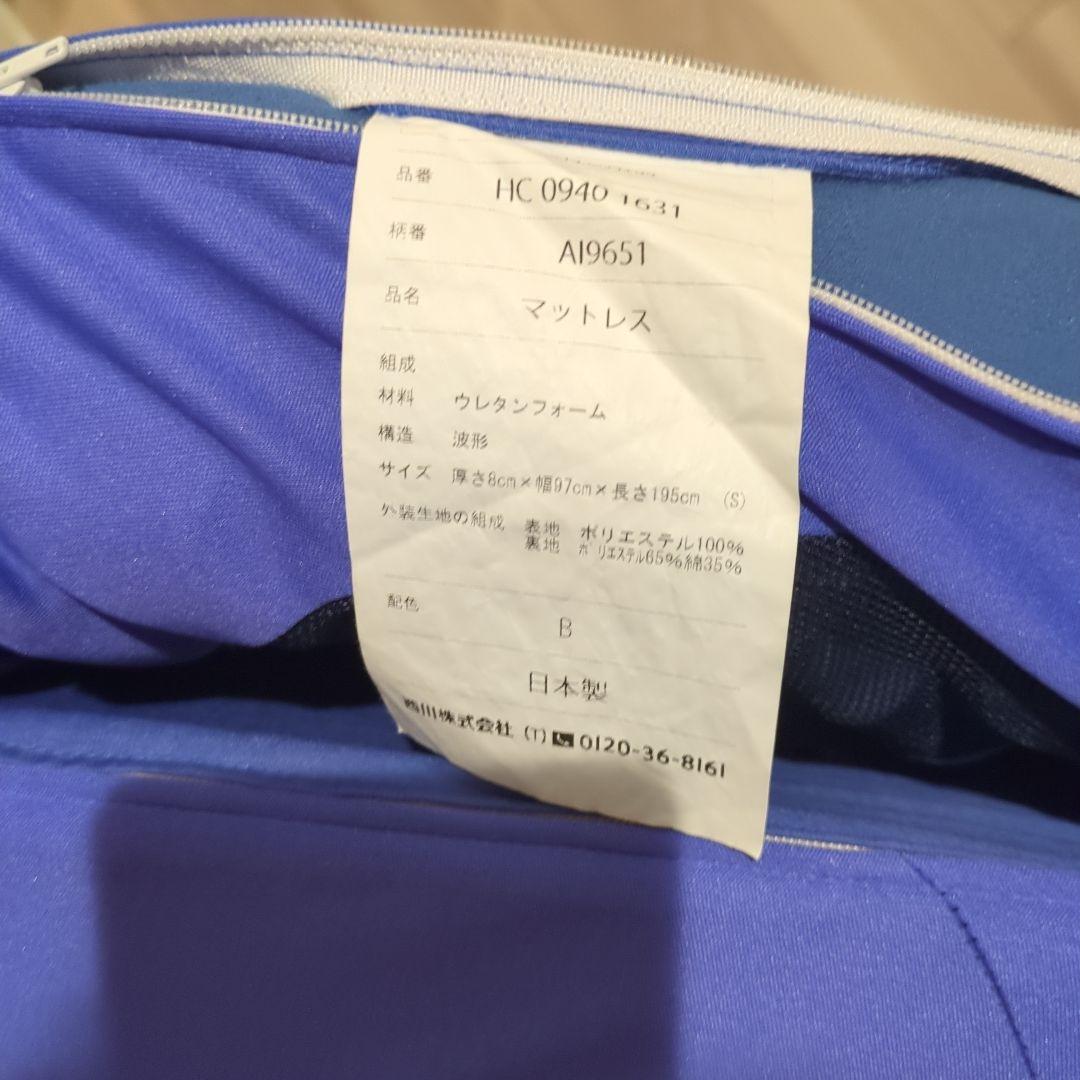 品番 HC 0940 1631
柄番 AI9651
品名 マットレス
組成
材料 ウレタンフォーム
構造 波形
サイズ 厚さ8cm×幅97cm×長さ195cm (S)
外装生地の組成 表地 ポリエステル100%
裏地 ポリエステル65%綿35%
配色 B
日本製
西川株式会社 (T) 0120-36-8161